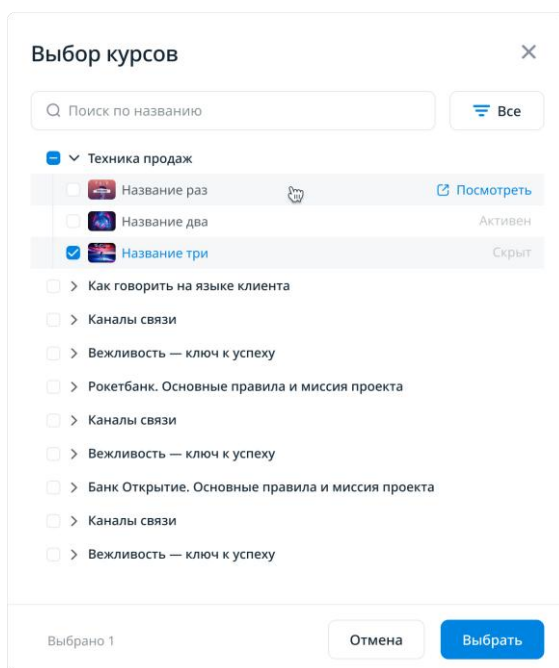 Выбор курсов
Поиск по названию
Все
Техника продаж
Название раз
Посмотреть
Название два
Активен
Название три
Скрыт
Как говорить на языке клиента
Каналы связи
Вежливость — ключ к успеху
Рокетбанк. Основные правила и миссия проекта
Каналы связи
Вежливость — ключ к успеху
Банк Открытие. Основные правила и миссия проекта
Каналы связи
Вежливость — ключ к успеху
Выбрано 1
Отмена
Выбрать